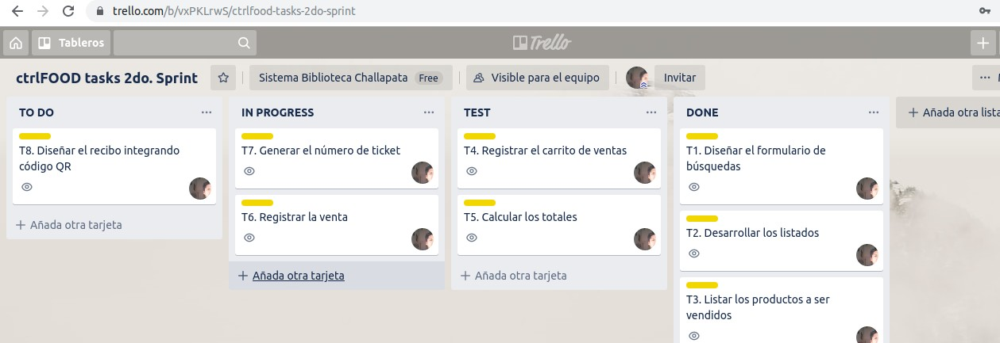 trello.com/b/vxPKLrwS/ctrlfood-tasks-2do-sprint
Tableros
Trello
ctrlFOOD tasks 2do. Sprint
Sistema Biblioteca Challapata Free
Visible para el equipo
Invitar
TO DO
T8. Diseñar el recibo integrando
código QR
+ Añada otra tarjeta
IN PROGRESS
T7. Generar el número de ticket
T6. Registrar la venta
+ Añada otra tarjeta
TEST
T4. Registrar el carrito de ventas
T5. Calcular los totales
+ Añada otra tarjeta
DONE
T1. Diseñar el formulario de
búsquedas
T2. Desarrollar los listados
T3. Listar los productos a ser
vendidos
+ Añada otra lista